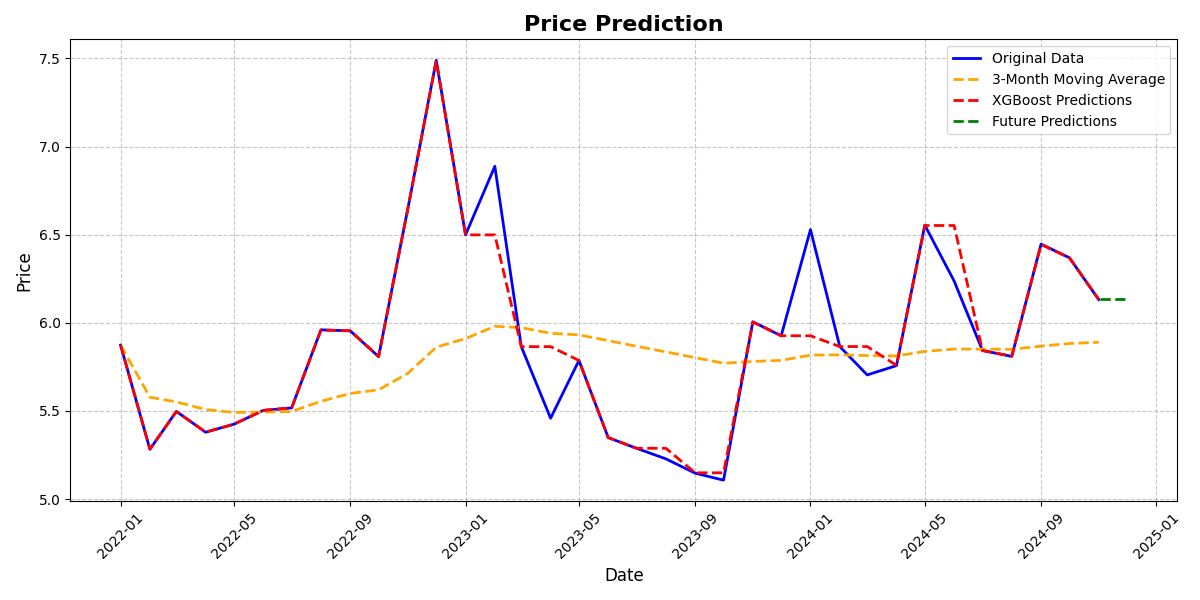 Price Prediction
Price
7.5
7.0
6.5
6.0
5.5
5.0
Original Data
3-Month Moving Average
XGBoost Predictions
Future Predictions
2022-01
2022-05
2022-09
2023-01
2023-05
2023-09
2024-01
2024-05
2024-09
2025-01
Date